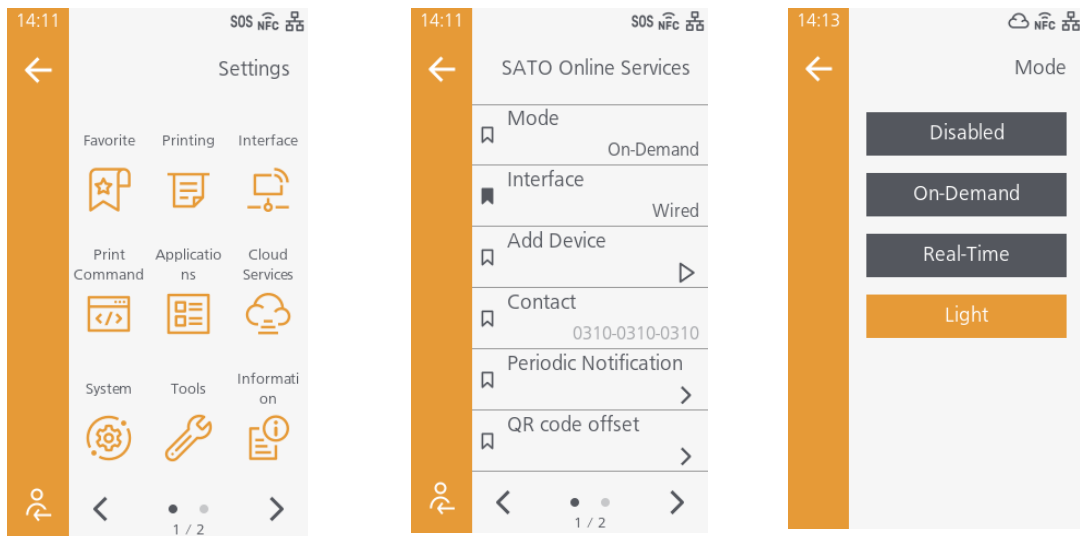 14:11 SOS NFC
Settings
Favorite Printing Interface
Print Applicatio Cloud
Command ns Services
</>
System Tools Informati
on
1 / 2
14:11 SOS NFC
SATO Online Services
Mode
On-Demand
Interface
Wired
Add Device
Contact
0310-0310-0310
Periodic Notification
QR code offset
1 / 2
14:13 NFC
Mode
Disabled
On-Demand
Real-Time
Light